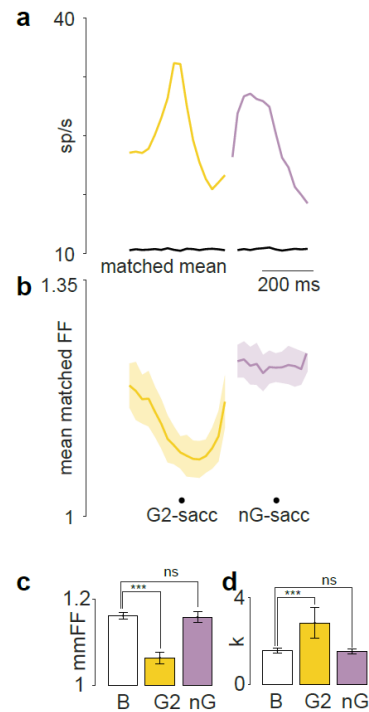 a
40
sp/s
10
matched mean
200 ms
b
1.35
mean matched FF
1
G2-sacc
nG-sacc
c
ns
***
1.2
mmFF
1
B
G2
nG
d
ns
***
4
k
0
B
G2
nG